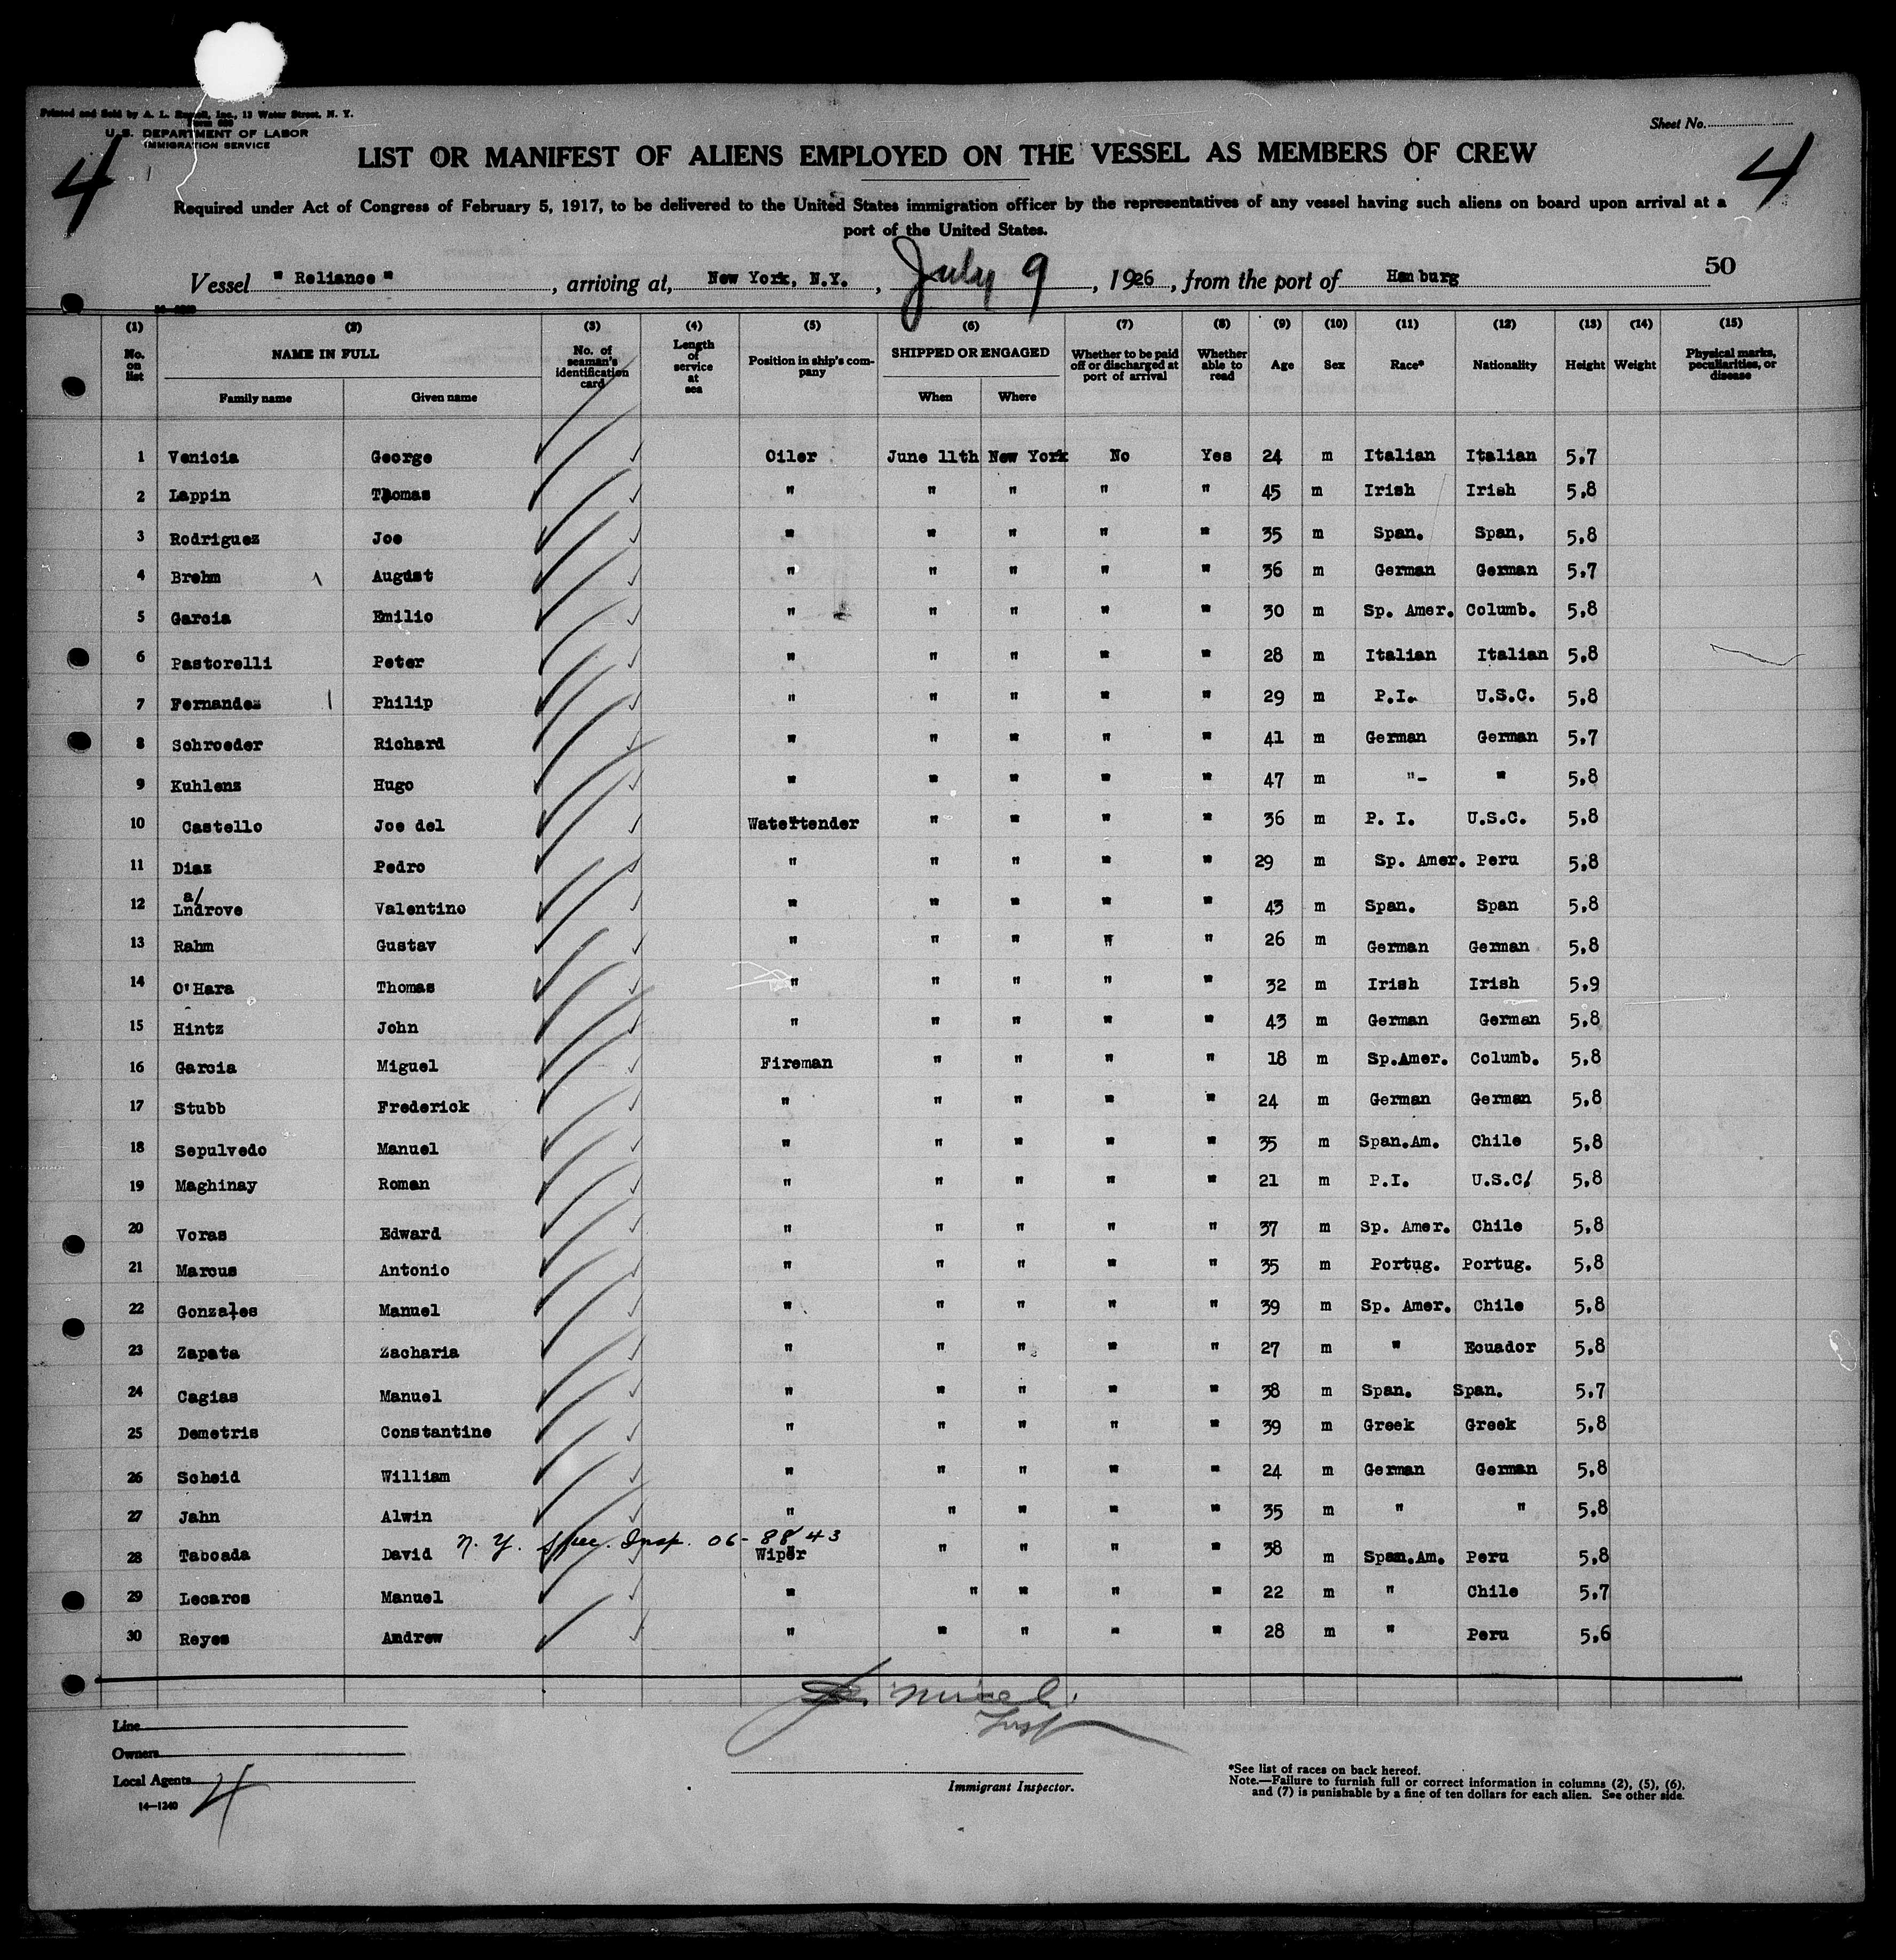 Printed and Sold by A. L. Russell, Inc., 13 Water Street, N. Y.
U. S. DEPARTMENT OF LABOR
IMMIGRATION SERVICE
Sheet No.
4
4
LIST OR MANIFEST OF ALIENS EMPLOYED ON THE VESSEL AS MEMBERS OF CREW
Required under Act of Congress of February 5, 1917, to be delivered to the United States immigration officer by the representatives of any vessel having such aliens on board upon arrival at a
port of the United States.
Vessel " Reliance " , arriving at, New York, N.Y. , July 9 , 1926 , from the port of Hamburg 50
(1) (2) (3) (4) (5) (6) (7) (8) (9) (10) (11) (12) (13) (14) (15)
No. on list NAME IN FULL Family name Given name No. of seaman's identification card Length of service at sea Position in ship's company SHIPPED OR ENGAGED When Where Whether to be paid off or discharged at port of arrival Whether able to read Age Sex Race* Nationality Height Weight Physical marks, peculiarities, or disease
1 Venicia George Oiler June 11th New York No Yes 24 m Italian Italian 5,7
2 Lappin Thomas " " " " " 45 m Irish Irish 5,8
3 Rodriguez Joe " " " " " 35 m Span. Span, 5,8
4 Brehm August " " " " " 36 m German German 5,7
5 Garcia Emilio " " " " " 30 m Sp. Amer. Columb. 5,8
6 Pastorelli Peter " " " " " 28 m Italian Italian 5,8
7 Fernandez Philip " " " " " 29 m P.I. U.S.C. 5,8
8 Schroeder Richard " " " " " 41 m German German 5,7
9 Kuhlenz Hugo " " " " " 47 m "- " 5,8
10 Castello Joe del Watertender " " " " 36 m P. I. U.S.C. 5,8
11 Diaz Pedro " " " " " 29 m Sp. Amer. Peru 5,8
12 Lndrove a/ Valentino " " " " " 43 m Span. Span 5,8
13 Rahm Gustav " " " " " 26 m German German 5,8
14 O'Hara Thomas " " " " " 32 m Irish Irish 5,9
15 Hintz John " " " " " 43 m German German 5,8
16 Garcia Miguel Fireman " " " " 18 m Sp.Amer. Columb. 5,8
17 Stubb Frederick " " " " " 24 m German German 5,8
18 Sepulvedo Manuel " " " " " 35 m Span.Am. Chile 5,8
19 Maghinay Roman " " " " " 21 m P.I. U.S.C/ 5,8
20 Voras Edward " " " " " 37 m Sp. Amer. Chile 5,8
21 Marcus Antonio " " " " " 35 m Portug. Portug. 5,8
22 Gonzales Manuel " " " " " 39 m Sp. Amer. Chile 5,8
23 Zapata Zacharia " " " " " 27 m " Ecuador 5,8
24 Cagias Manuel " " " " " 38 m Span. Span. 5,7
25 Demetris Constantine " " " " " 39 m Greek Greek 5,8
26 Scheid William " " " " " 24 m German German 5,8
27 Jahn Alwin " " " " " 35 m " " 5,8
N. Y. Spec. Insp. 06-8843
28 Taboada David Wiper " " " " 38 m Span.Am. Peru 5,8
29 Lecaros Manuel " " " " " 22 m " Chile 5,7
30 Reyes Andrew " " " " " 28 m " Peru 5,6
Insp
Line
Owners
Local Agents
14-1240
4
Immigrant Inspector.
*See list of races on back hereof.
Note.—Failure to furnish full or correct information in columns (2), (5), (6),
and (7) is punishable by a fine of ten dollars for each alien. See other side.